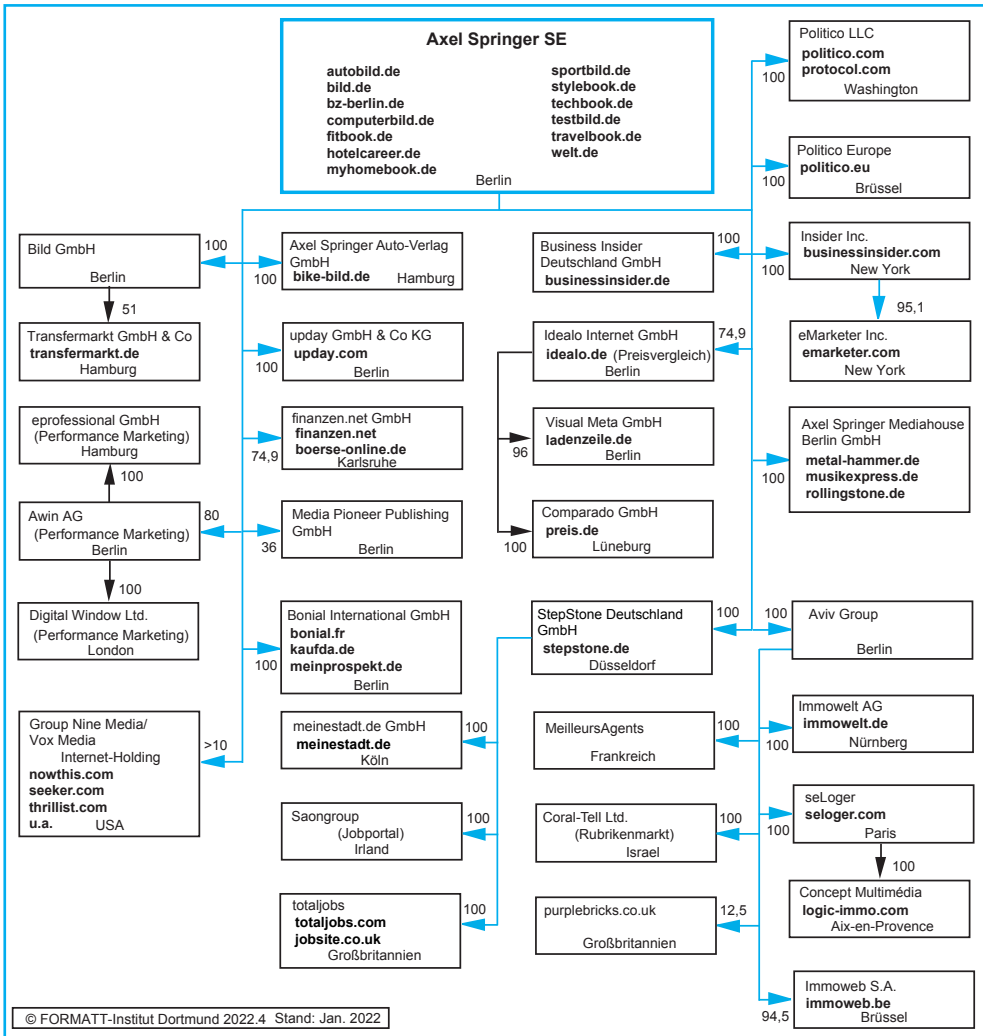 Axel Springer SE
autobild.de
bild.de
bz-berlin.de
computerbild.de
fitbook.de
hotelcareer.de
myhomebook.de
sportbild.de
stylebook.de
techbook.de
testbild.de
travelbook.de
welt.de
Berlin
100
Politico LLC
politico.com
protocol.com
Washington
100
Politico Europe
politico.eu
Brüssel
Bild GmbH
Berlin
100
51
Transfermarkt GmbH & Co
transfermarkt.de
Hamburg
100
Axel Springer Auto-Verlag
GmbH
bike-bild.de Hamburg
Business Insider
Deutschland GmbH
businessinsider.de
100
100
Insider Inc.
businessinsider.com
New York
95,1
eMarketer Inc.
emarketer.com
New York
100
upday GmbH & Co KG
upday.com
Berlin
Idealo Internet GmbH
idealo.de (Preisvergleich)
Berlin
74,9
eprofessional GmbH
(Performance Marketing)
Hamburg
100
74,9
finanzen.net GmbH
finanzen.net
boerse-online.de
Karlsruhe
96
Visual Meta GmbH
ladenzeile.de
Berlin
100
Axel Springer Mediahouse
Berlin GmbH
metal-hammer.de
musikexpress.de
rollingstone.de
Awin AG
(Performance Marketing)
Berlin
80
100
36
Media Pioneer Publishing
GmbH
Berlin
100
Comparado GmbH
preis.de
Lüneburg
Digital Window Ltd.
(Performance Marketing)
London
100
Bonial International GmbH
bonial.fr
kaufda.de
meinprospekt.de
Berlin
StepStone Deutschland
GmbH
stepstone.de
Düsseldorf
100
100
Aviv Group
Berlin
Group Nine Media/
Vox Media
Internet-Holding
nowthis.com
seeker.com
thrillist.com
u.a. USA
>10
meinestadt.de GmbH
meinestadt.de
Köln
100
MeilleursAgents
Frankreich
100
100
Immowelt AG
immowelt.de
Nürnberg
Saongroup
(Jobportal)
Irland
100
Coral-Tell Ltd.
(Rubrikenmarkt)
Israel
100
100
seLoger
seloger.com
Paris
100
totaljobs
totaljobs.com
jobsite.co.uk
Großbritannien
100
purplebricks.co.uk
Großbritannien
12,5
Concept Multimédia
logic-immo.com
Aix-en-Provence
94,5
Immoweb S.A.
immoweb.be
Brüssel
© FORMATT-Institut Dortmund 2022.4 Stand: Jan. 2022